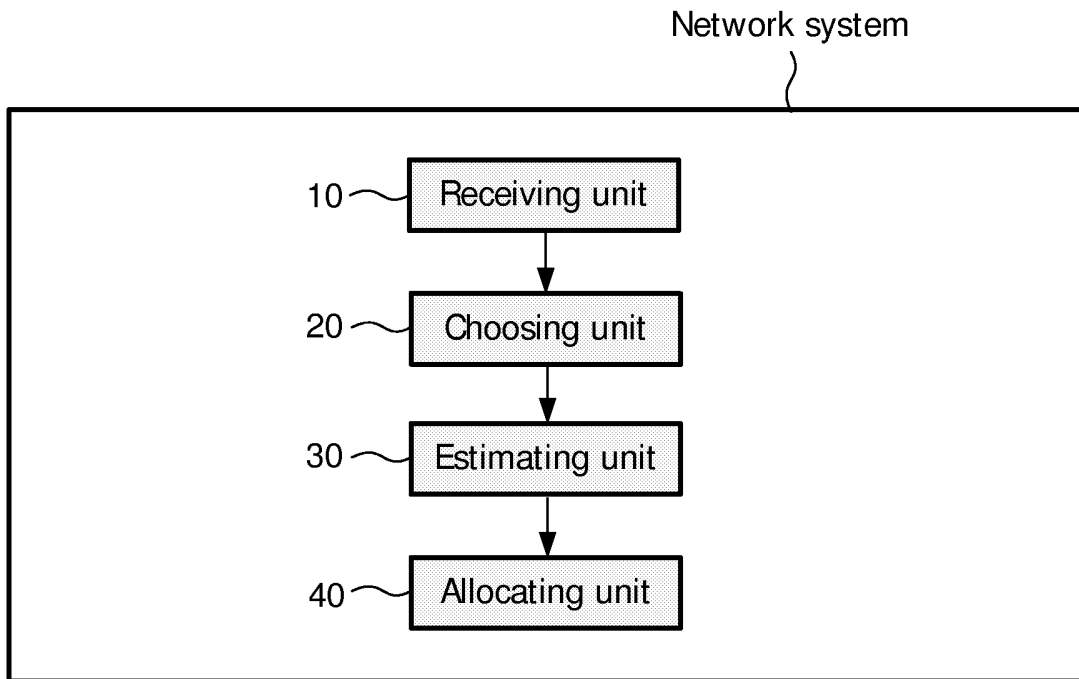 Network system
10 Receiving unit
20 Choosing unit
30 Estimating unit
40 Allocating unit